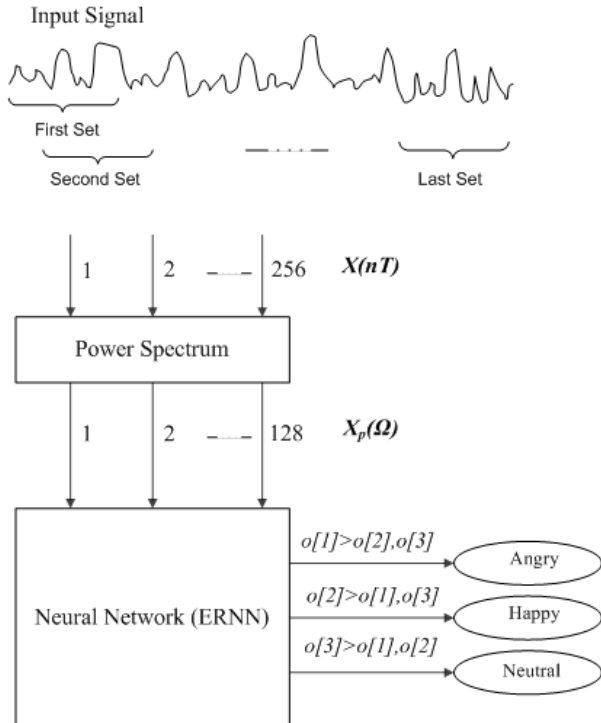 Input Signal
First Set
Second Set
Last Set
1 2 256 X(nT)
Power Spectrum
1 2 128 Xₚ(Ω)
o[1]>o[2],o[3]
Angry
Neural Network (ERNN)
o[2]>o[1],o[3]
Happy
o[3]>o[1],o[2]
Neutral